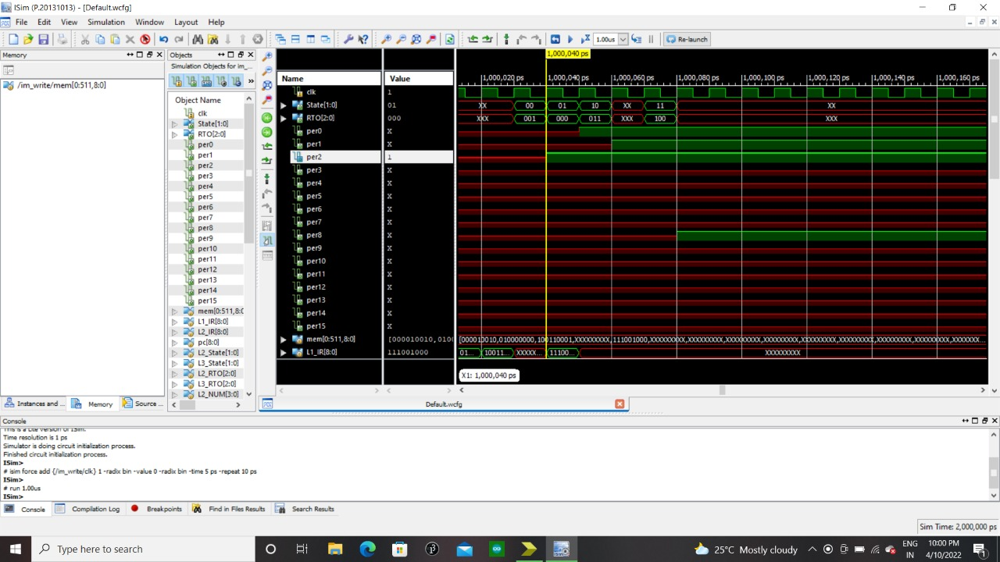 ISim (P.20131013) - [Default.wcfg]
File Edit View Simulation Window Layout Help
1.00us Re-launch
Memory
/im_write/mem[0:511,8:0]
Instances and ... Memory Source ...
Objects
Simulation Objects for im_...
»
Object Name
clk
State[1:0]
RTO[2:0]
per0
per1
per2
per3
per4
per5
per6
per7
per8
per9
per10
per11
per12
per13
per14
per15
mem[0:511,8:0
L1_IR[8:0]
L2_IR[8:0]
pc[8:0]
L2_State[1:0]
L3_State[1:0]
L2_RTO[2:0]
L3_RTO[2:0]
L2_NUM[3:0]
1,000,040 ps
Name Value 1,000,020 ps 1,000,040 ps 1,000,060 ps 1,000,080 ps 1,000,100 ps 1,000,120 ps 1,000,140 ps 1,000,160 ps
clk 1
State[1:0] 01 XX 00 01 10 XX 11 XX
RTO[2:0] 000 XXX 001 000 011 XXX 100 XXX
per0 X
per1 X
per2 1
per3 X
per4 X
per5 X
per6 X
per7 X
per8 X
per9 X
per10 X
per11 X
per12 X
per13 X
per14 X
per15 X
mem[0:511,8:0] [000010010,0100 [000010010,010000000,100110001,XXXXXXXXX,111001000,XXXXXXXXX,XXXXXXXXX,XXXXXXXXX,XXXXXXXXX,XXXXXXXXX,XXXXXXXXX,XXXXXXXXX,XXXXXX...
L1_IR[8:0] 111001000 01... 10011... XXXXX... 11100... XXXXXXXXX
X1: 1,000,040 ps
Default.wcfg
Console
This is a Lite version of ISim.
Time resolution is 1 ps
Simulator is doing circuit initialization process.
Finished circuit initialization process.
ISim>
# isim force add {/im_write/clk} 1 -radix bin -value 0 -radix bin -time 5 ps -repeat 10 ps
ISim>
# run 1.00us
ISim>
Console Compilation Log Breakpoints Find in Files Results Search Results
Sim Time: 2,000,000 ps
Type here to search
25°C Mostly cloudy
ENG
IN
10:00 PM
4/10/2022